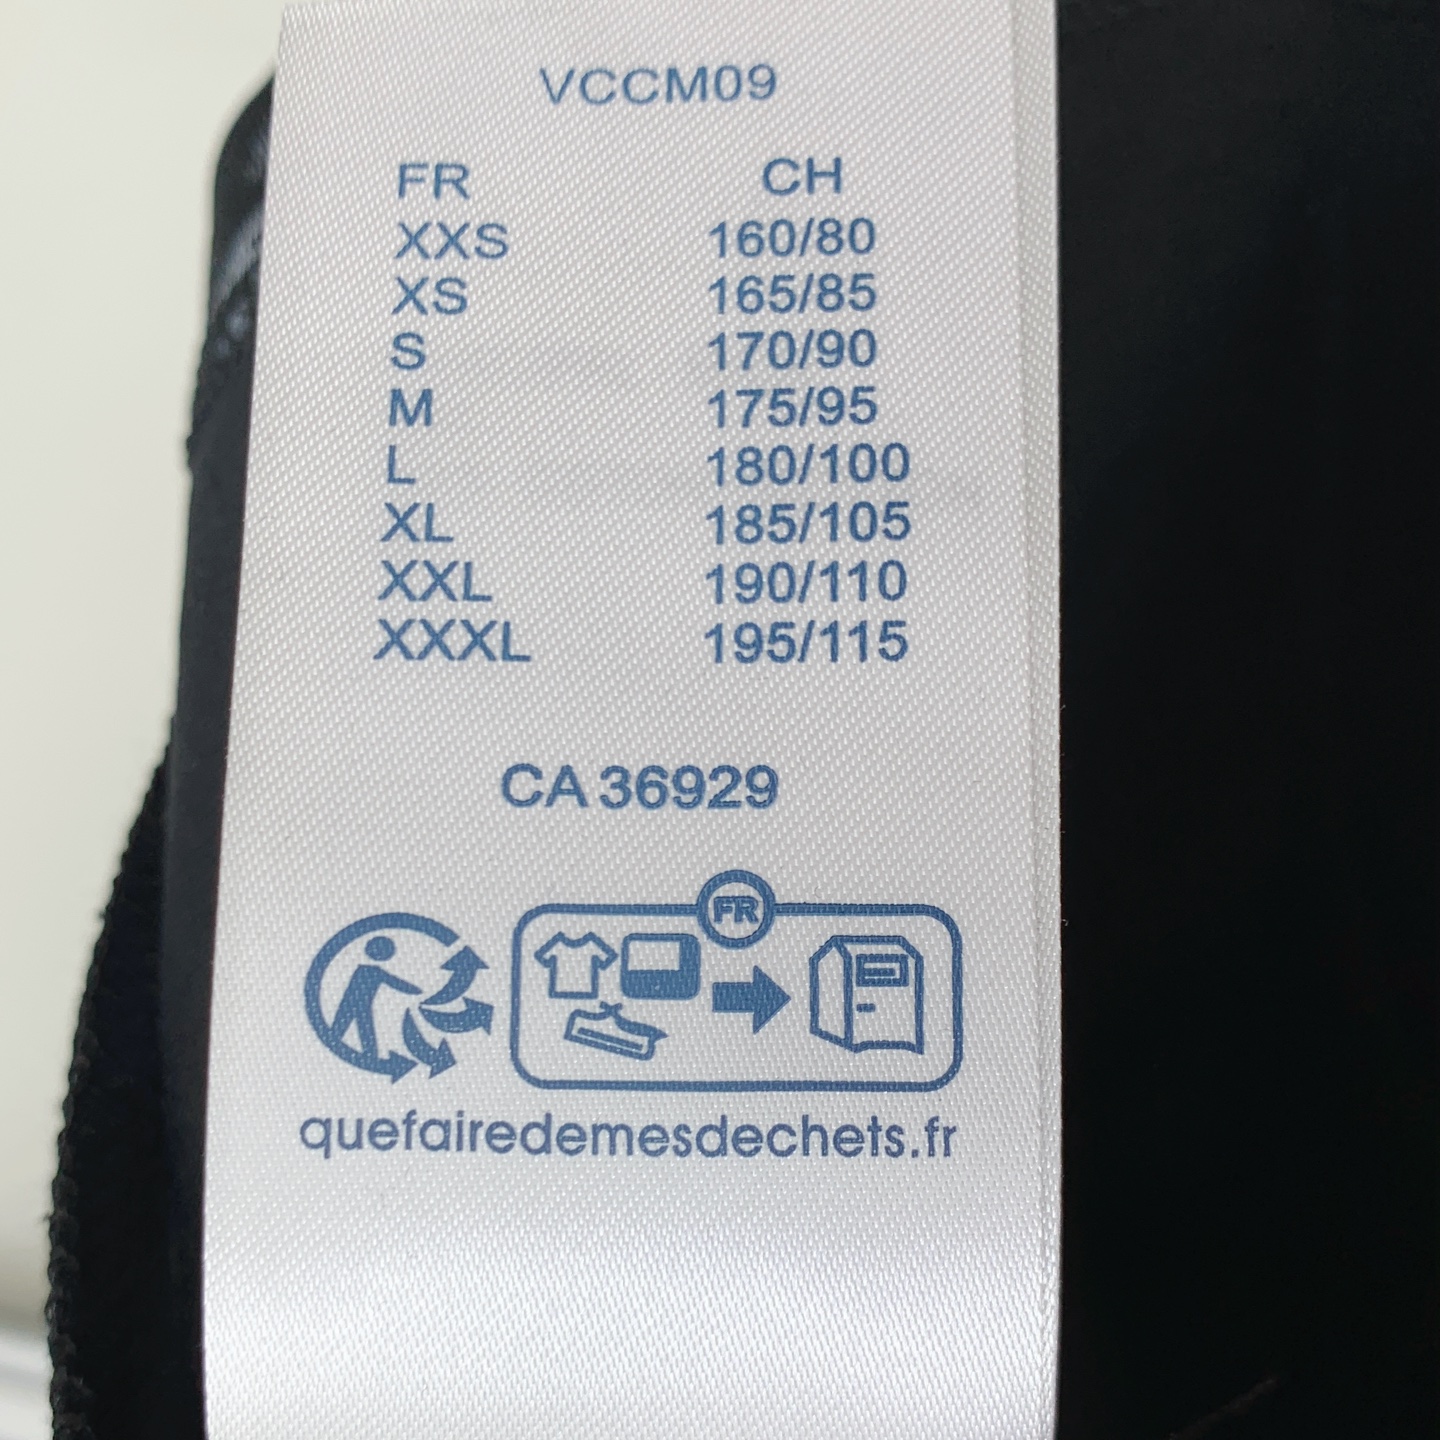 VCCM09
FR CH
XXS 160/80
XS 165/85
S 170/90
M 175/95
L 180/100
XL 185/105
XXL 190/110
XXXL 195/115
CA 36929
FR
quefairedemesdechets.fr